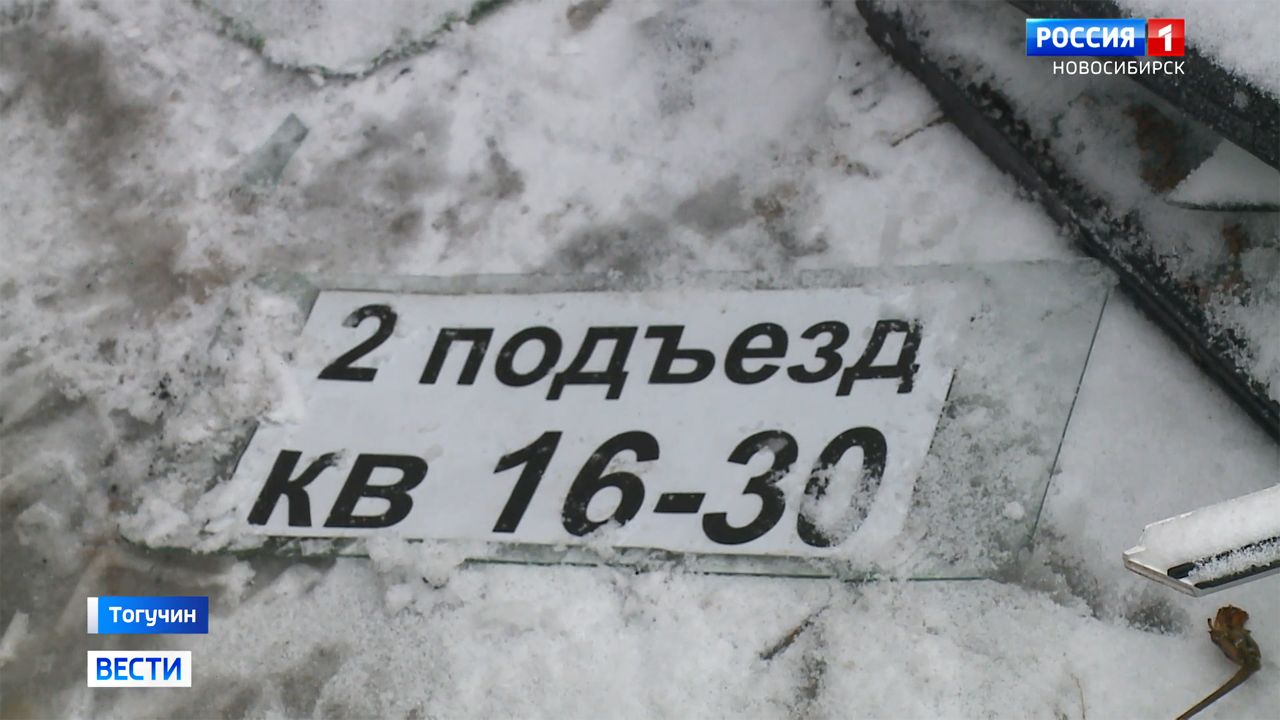 РОССИЯ 1
НОВОСИБИРСК
2 подъезд
кв 16-30
Тогучин
ВЕСТИ